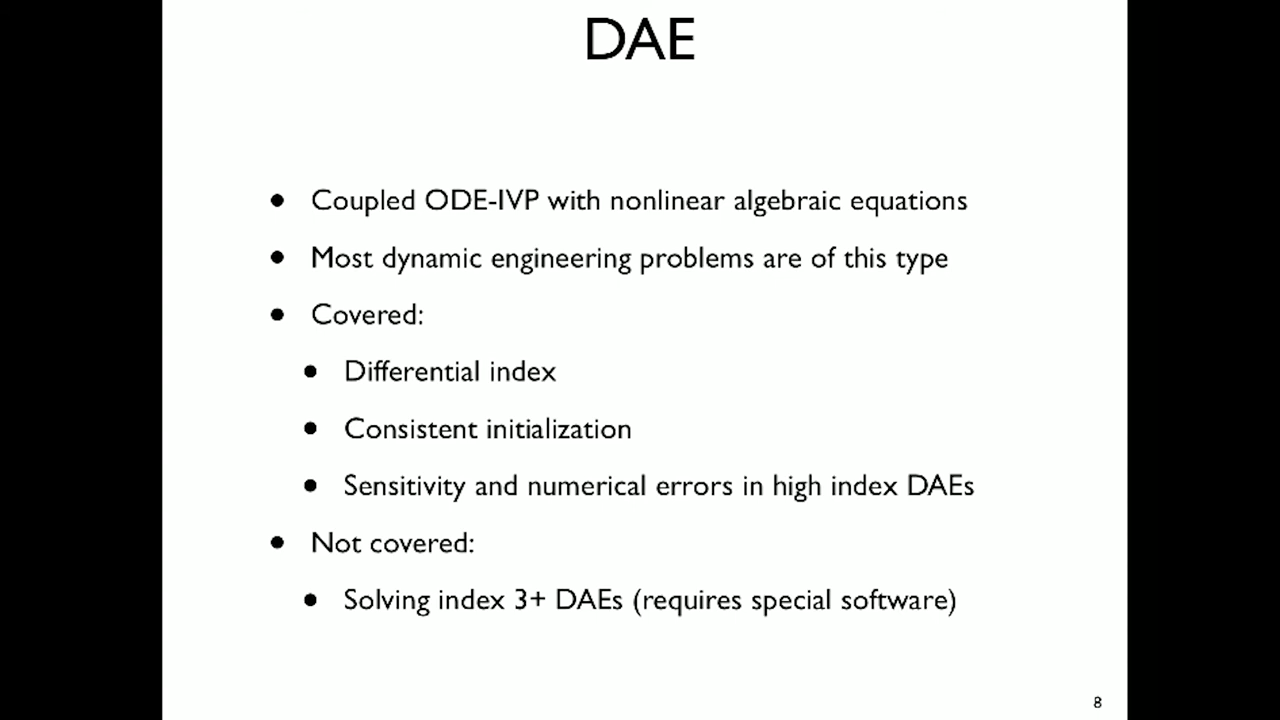 DAE
• Coupled ODE-IVP with nonlinear algebraic equations
• Most dynamic engineering problems are of this type
• Covered:
• Differential index
• Consistent initialization
• Sensitivity and numerical errors in high index DAEs
• Not covered:
• Solving index 3+ DAEs (requires special software)
8